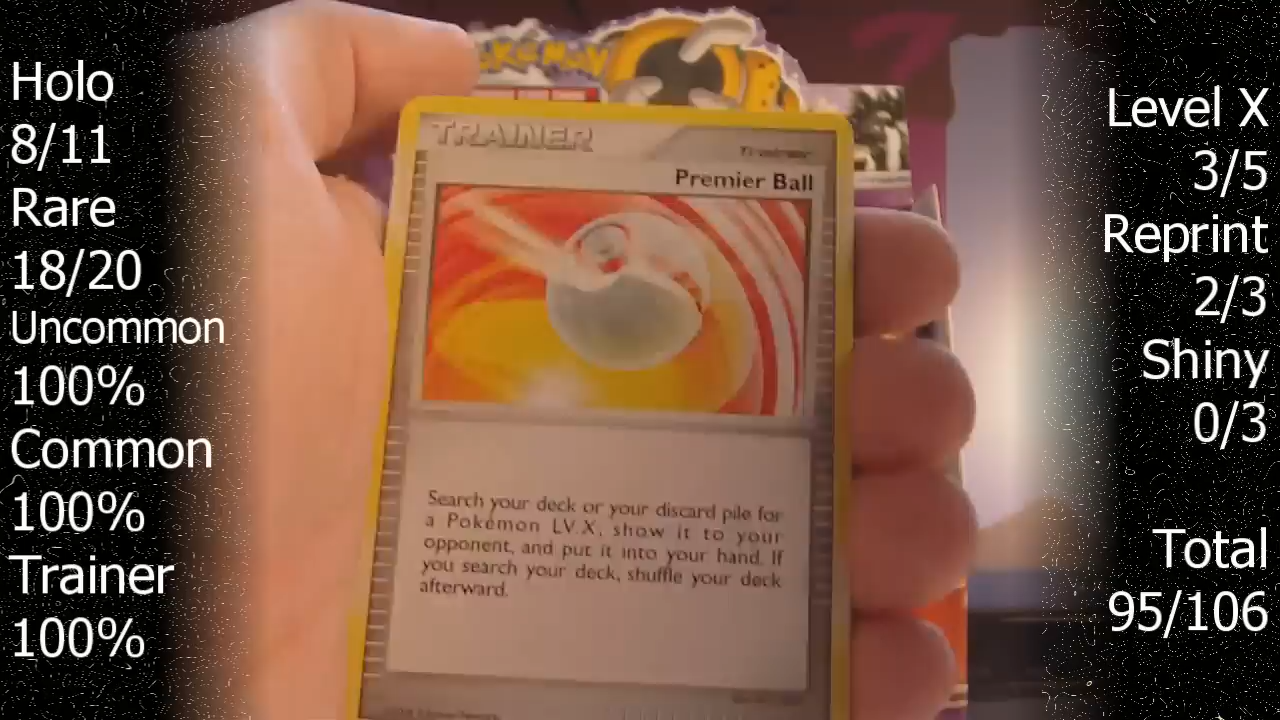 Holo
8/11
Rare
18/20
Uncommon
100%
Common
100%
Trainer
100%
POKéMON
TRAINER
Trainer
Premier Ball
Search your deck or your discard pile for
a Pokémon LV.X, show it to your
opponent, and put it into your hand. If
you search your deck, shuffle your deck
afterward.
Level X
3/5
Reprint
2/3
Shiny
0/3
Total
95/106